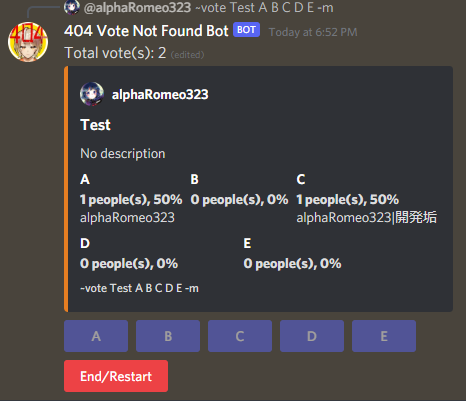 @alphaRomeo323 ~vote Test A B C D E -m
404 Vote Not Found Bot BOT Today at 6:52 PM
Total vote(s): 2 (edited)
alphaRomeo323
Test
No description
A B C
1 people(s), 50% 0 people(s), 0% 1 people(s), 50%
alphaRomeo323 alphaRomeo323|開発垢
D E
0 people(s), 0% 0 people(s), 0%
~vote Test A B C D E -m
A B C D E
End/Restart
404